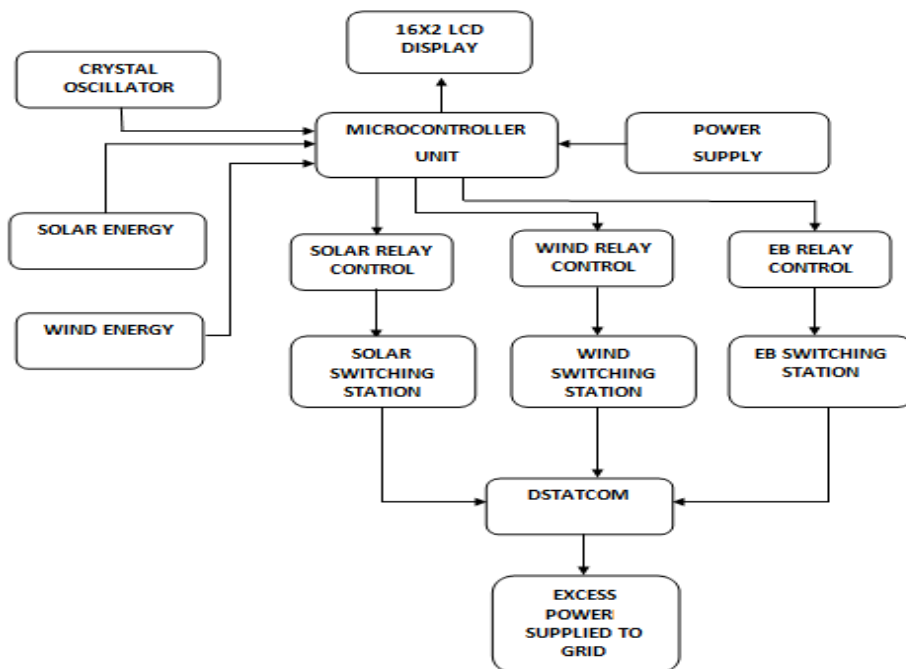 16X2 LCD
DISPLAY
CRYSTAL
OSCILLATOR
MICROCONTROLLER
UNIT
POWER
SUPPLY
SOLAR ENERGY
SOLAR RELAY
CONTROL
WIND RELAY
CONTROL
EB RELAY
CONTROL
WIND ENERGY
SOLAR
SWITCHING
STATION
WIND
SWITCHING
STATION
EB SWITCHING
STATION
DSTATCOM
EXCESS
POWER
SUPPLIED TO
GRID